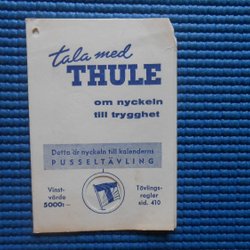 tala med
THULE
om nyckeln
till trygghet
Detta är nyckeln till kalenderns
PUSSELTÄVLING
Vinst-
värde
5000:-
T
Tävlings-
regler
sid. 410